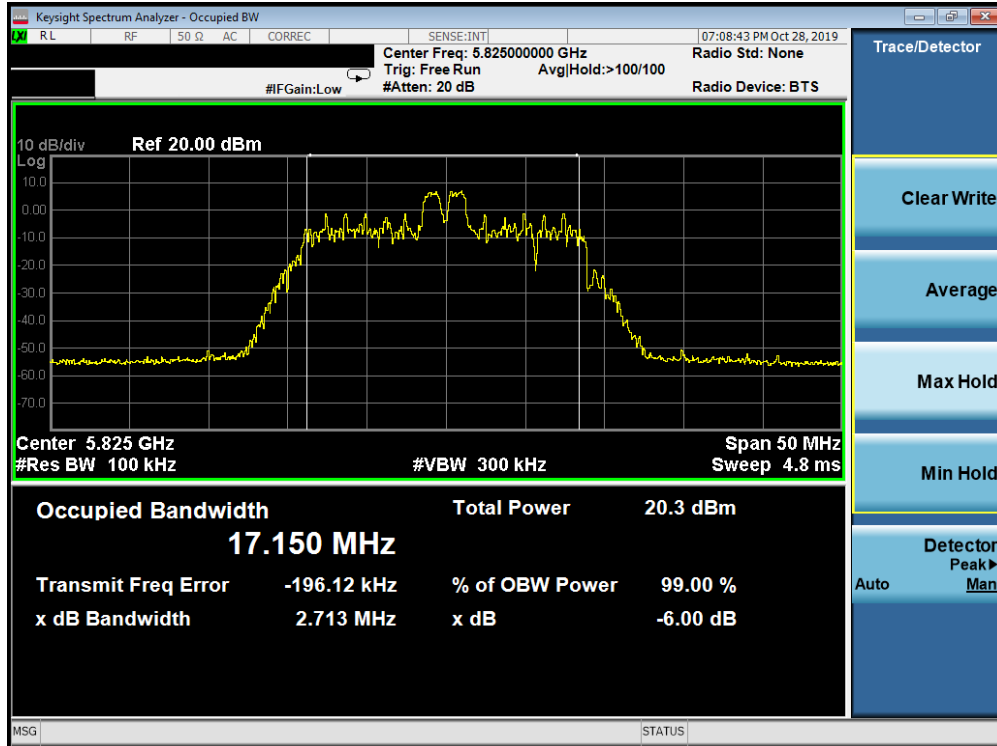 Keysight Spectrum Analyzer - Occupied BW
LXI RL RF 50 Ω AC CORREC SENSE:INT 07:08:43 PM Oct 28, 2019
Center Freq: 5.825000000 GHz Radio Std: None
Trig: Free Run Avg|Hold:>100/100
#IFGain:Low #Atten: 20 dB Radio Device: BTS
10 dB/div Ref 20.00 dBm
Log
10.0
0.00
-10.0
-20.0
-30.0
-40.0
-50.0
-60.0
-70.0
Center 5.825 GHz Span 50 MHz
#Res BW 100 kHz #VBW 300 kHz Sweep 4.8 ms
Occupied Bandwidth Total Power 20.3 dBm
17.150 MHz
Transmit Freq Error -196.12 kHz % of OBW Power 99.00 %
x dB Bandwidth 2.713 MHz x dB -6.00 dB
MSG STATUS
Trace/Detector
Clear Write
Average
Max Hold
Min Hold
Detector
Peak▶
Auto Man